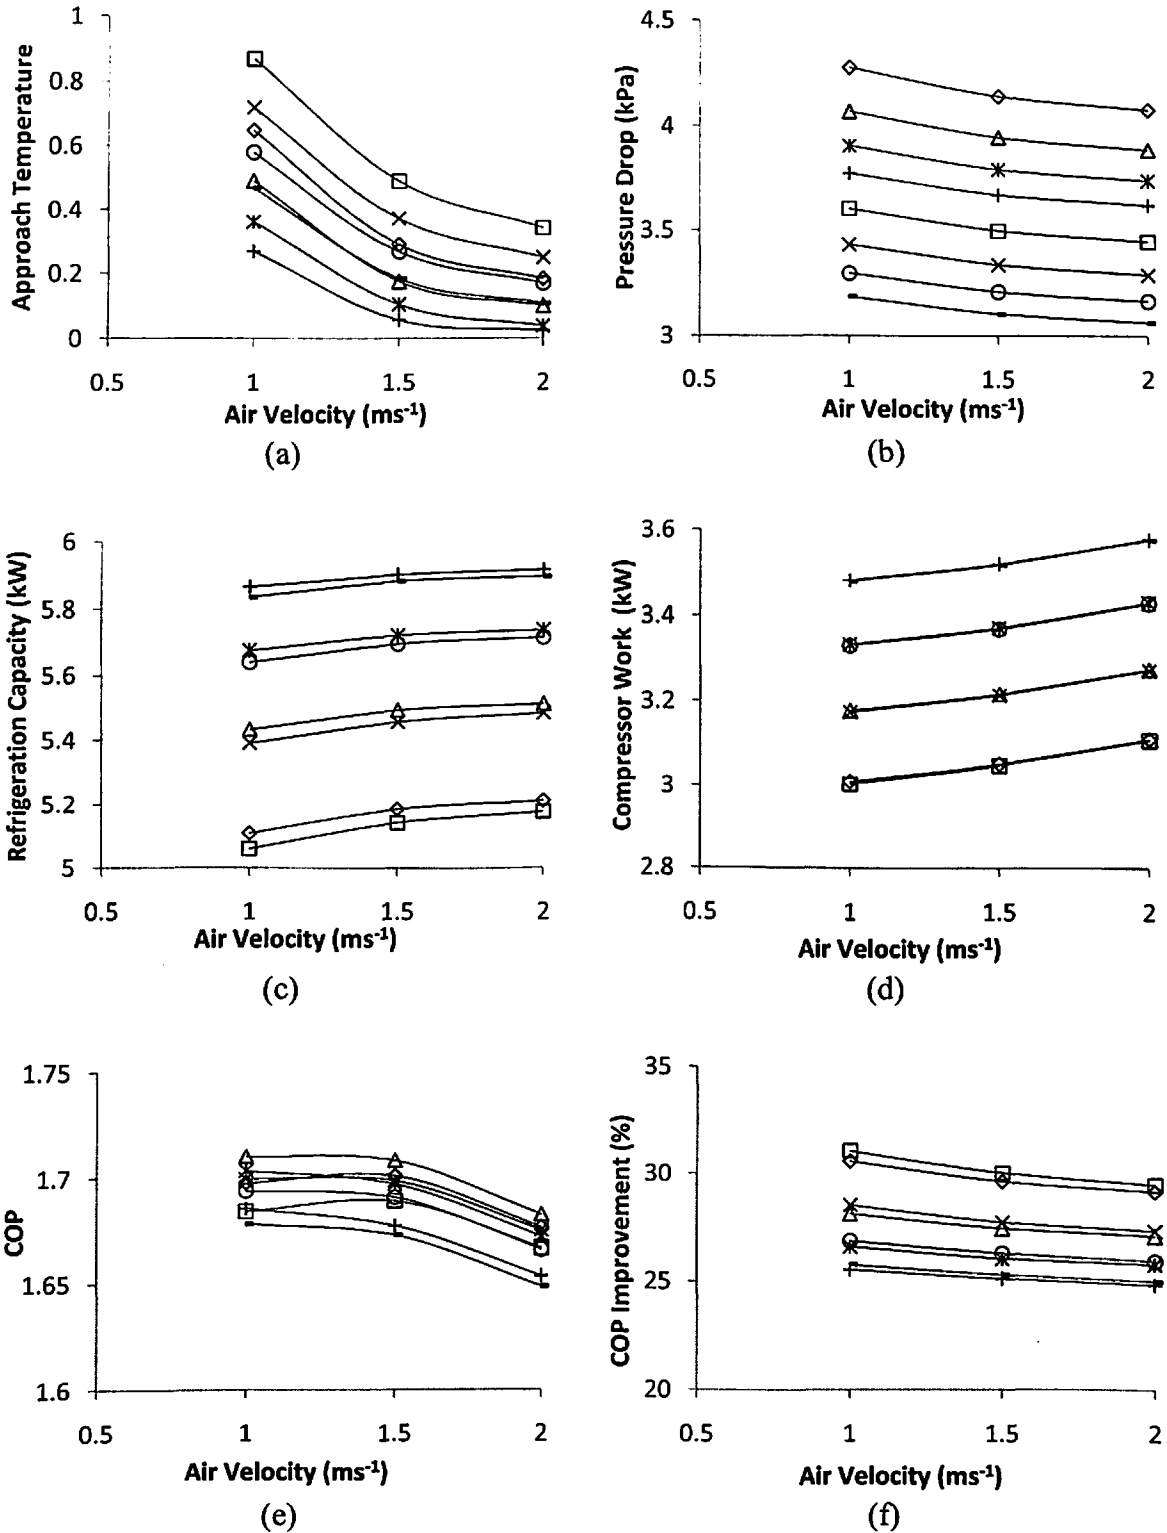 1
0.8
0.6
0.4
0.2
0
0.5 1 1.5 2
Approach Temperature
Air Velocity (ms-1)
(a)
4.5
4
3.5
3
0.5 1 1.5 2
Pressure Drop (kPa)
Air Velocity (ms-1)
(b)
6
5.8
5.6
5.4
5.2
5
0.5 1 1.5 2
Refrigeration Capacity (kW)
Air Velocity (ms-1)
(c)
3.6
3.4
3.2
3
2.8
0.5 1 1.5 2
Compressor Work (kW)
Air Velocity (ms-1)
(d)
1.75
1.7
1.65
1.6
0.5 1 1.5 2
COP
Air Velocity (ms-1)
(e)
35
30
25
20
0.5 1 1.5 2
COP Improvement (%)
Air Velocity (ms-1)
(f)